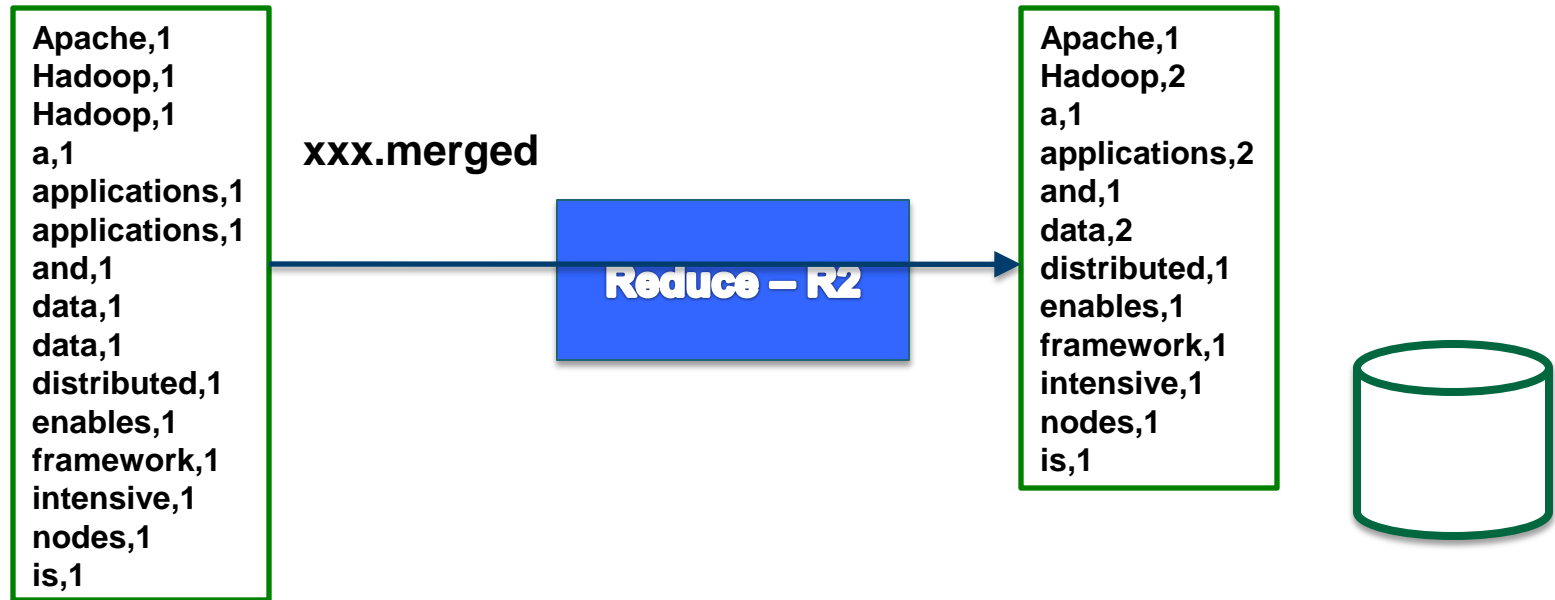 Apache,1
Hadoop,1
Hadoop,1
a,1
applications,1
applications,1
and,1
data,1
data,1
distributed,1
enables,1
framework,1
intensive,1
nodes,1
is,1
xxx.merged
Reduce – R2
Apache,1
Hadoop,2
a,1
applications,2
and,1
data,2
distributed,1
enables,1
framework,1
intensive,1
nodes,1
is,1